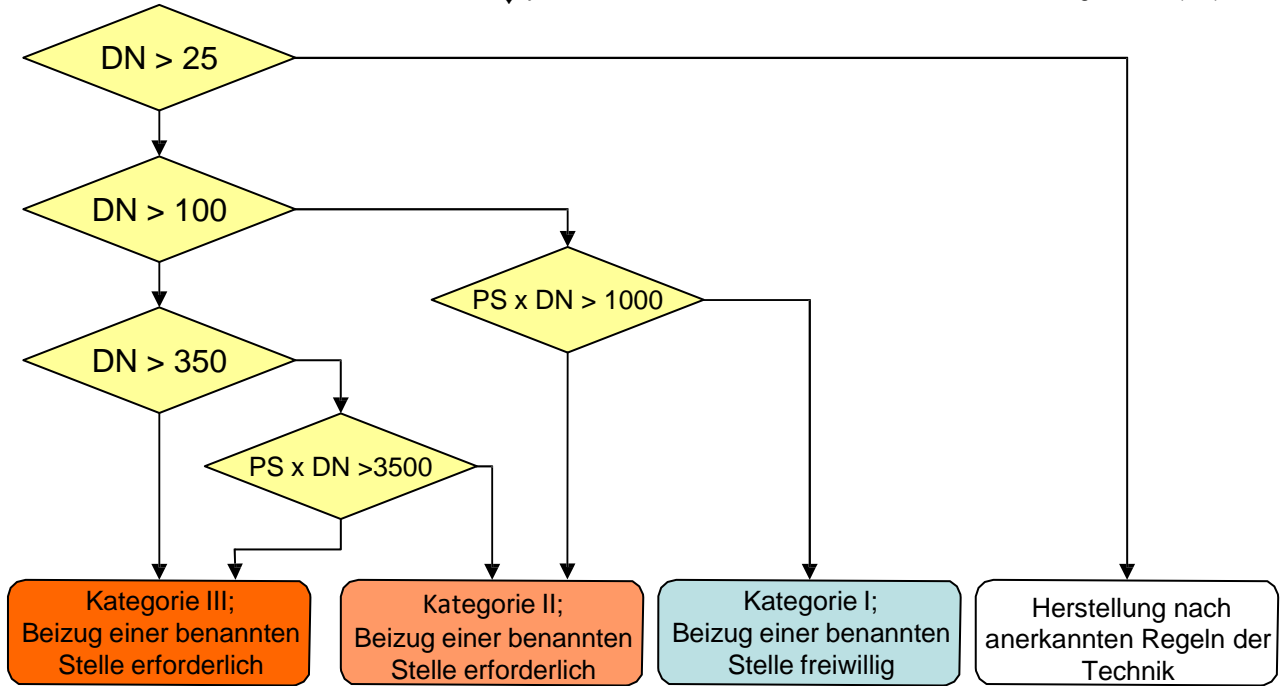 DN > 25
DN > 100
PS x DN > 1000
DN > 350
PS x DN >3500
Kategorie III;
Beizug einer benannten
Stelle erforderlich
Kategorie II;
Beizug einer benannten
Stelle erforderlich
Kategorie I;
Beizug einer benannten
Stelle freiwillig
Herstellung nach
anerkannten Regeln der
Technik